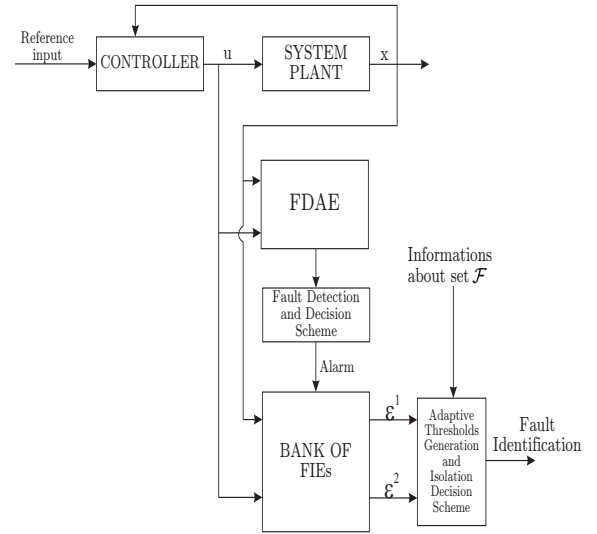 Reference
input
CONTROLLER
u
SYSTEM
PLANT
x
FDAE
Informations
about set ℱ
Fault Detection
and Decision
Scheme
Alarm
BANK OF
FIEs
ε¹
ε²
Adaptive
Thresholds
Generation
and
Isolation
Decision
Scheme
Fault
Identification